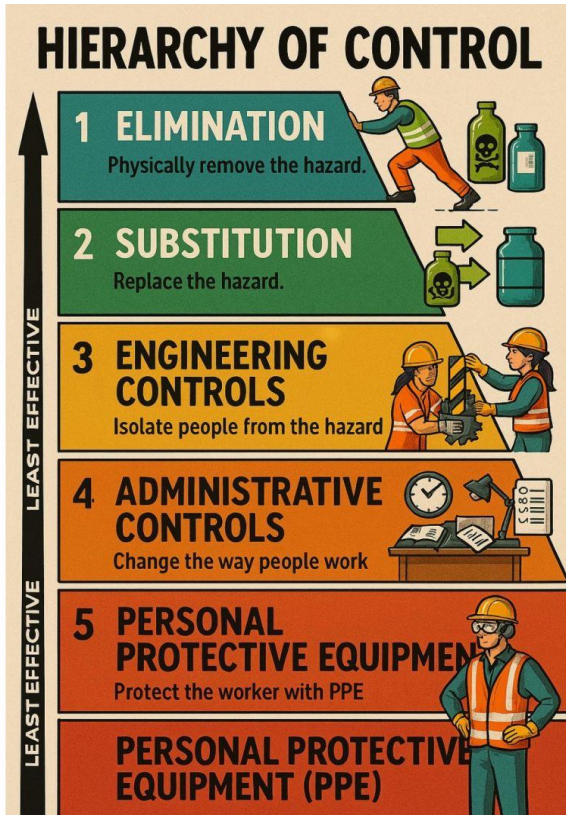 HIERARCHY OF CONTROL
1 ELIMINATION
Physically remove the hazard.
2 SUBSTITUTION
Replace the hazard.
3 ENGINEERING
CONTROLS
Isolate people from the hazard
4 ADMINISTRATIVE
CONTROLS
Change the way people work
5 PERSONAL
PROTECTIVE EQUIPMEN
Protect the worker with PPE
PERSONAL PROTECTIVE
EQUIPMENT (PPE)
LEAST EFFECTIVE
LEAST EFFECTIVE